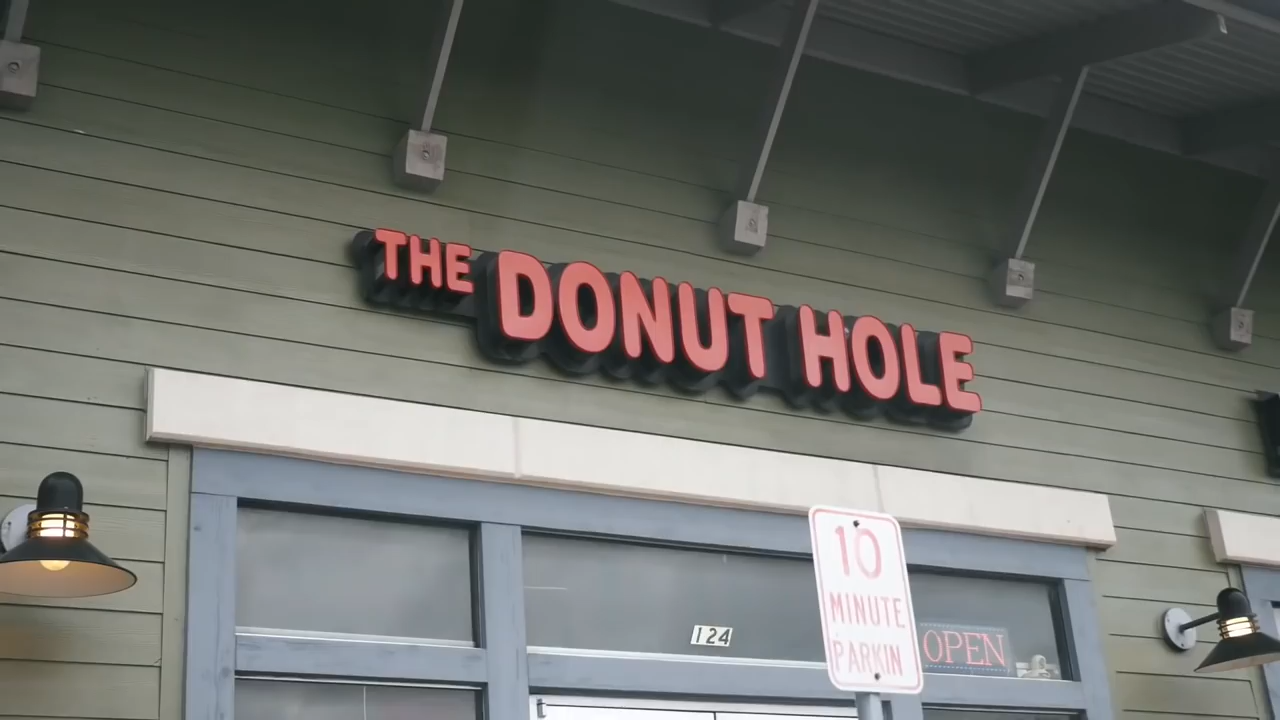 THE DONUT HOLE
10
MINUTE
PARKIN
124
OPEN